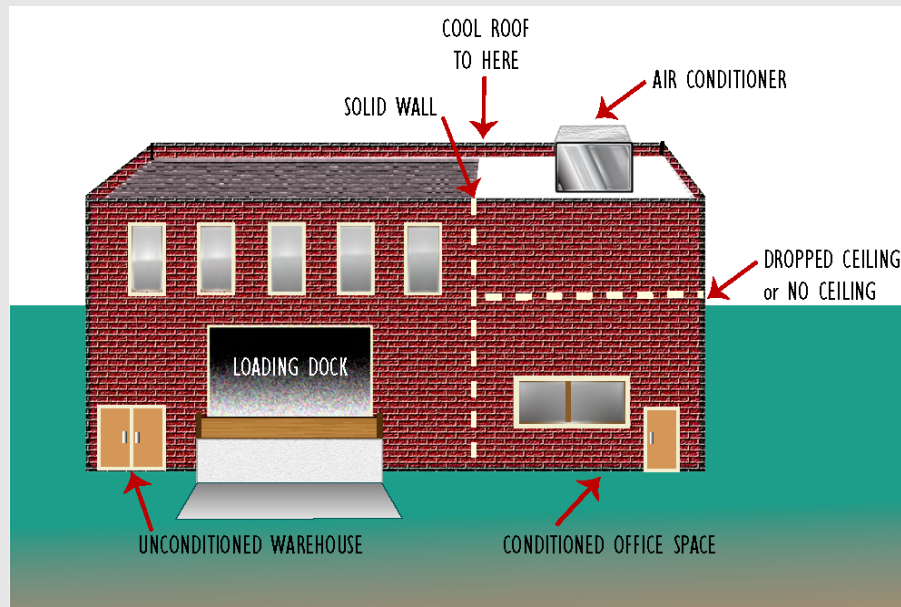 COOL ROOF
TO HERE
AIR CONDITIONER
SOLID WALL
DROPPED CEILING
or NO CEILING
LOADING DOCK
UNCONDITIONED WAREHOUSE
CONDITIONED OFFICE SPACE